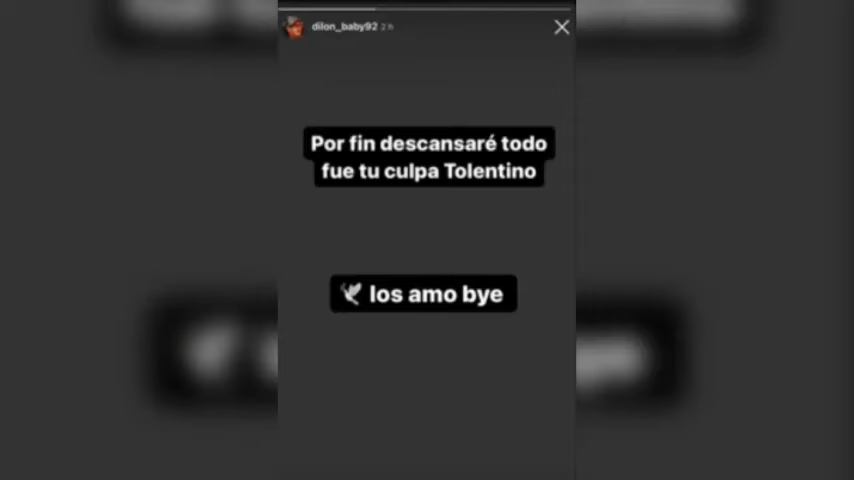 dilon_baby92 2 h
Por fin descansaré todo
fue tu culpa Tolentino
🕊️ los amo bye